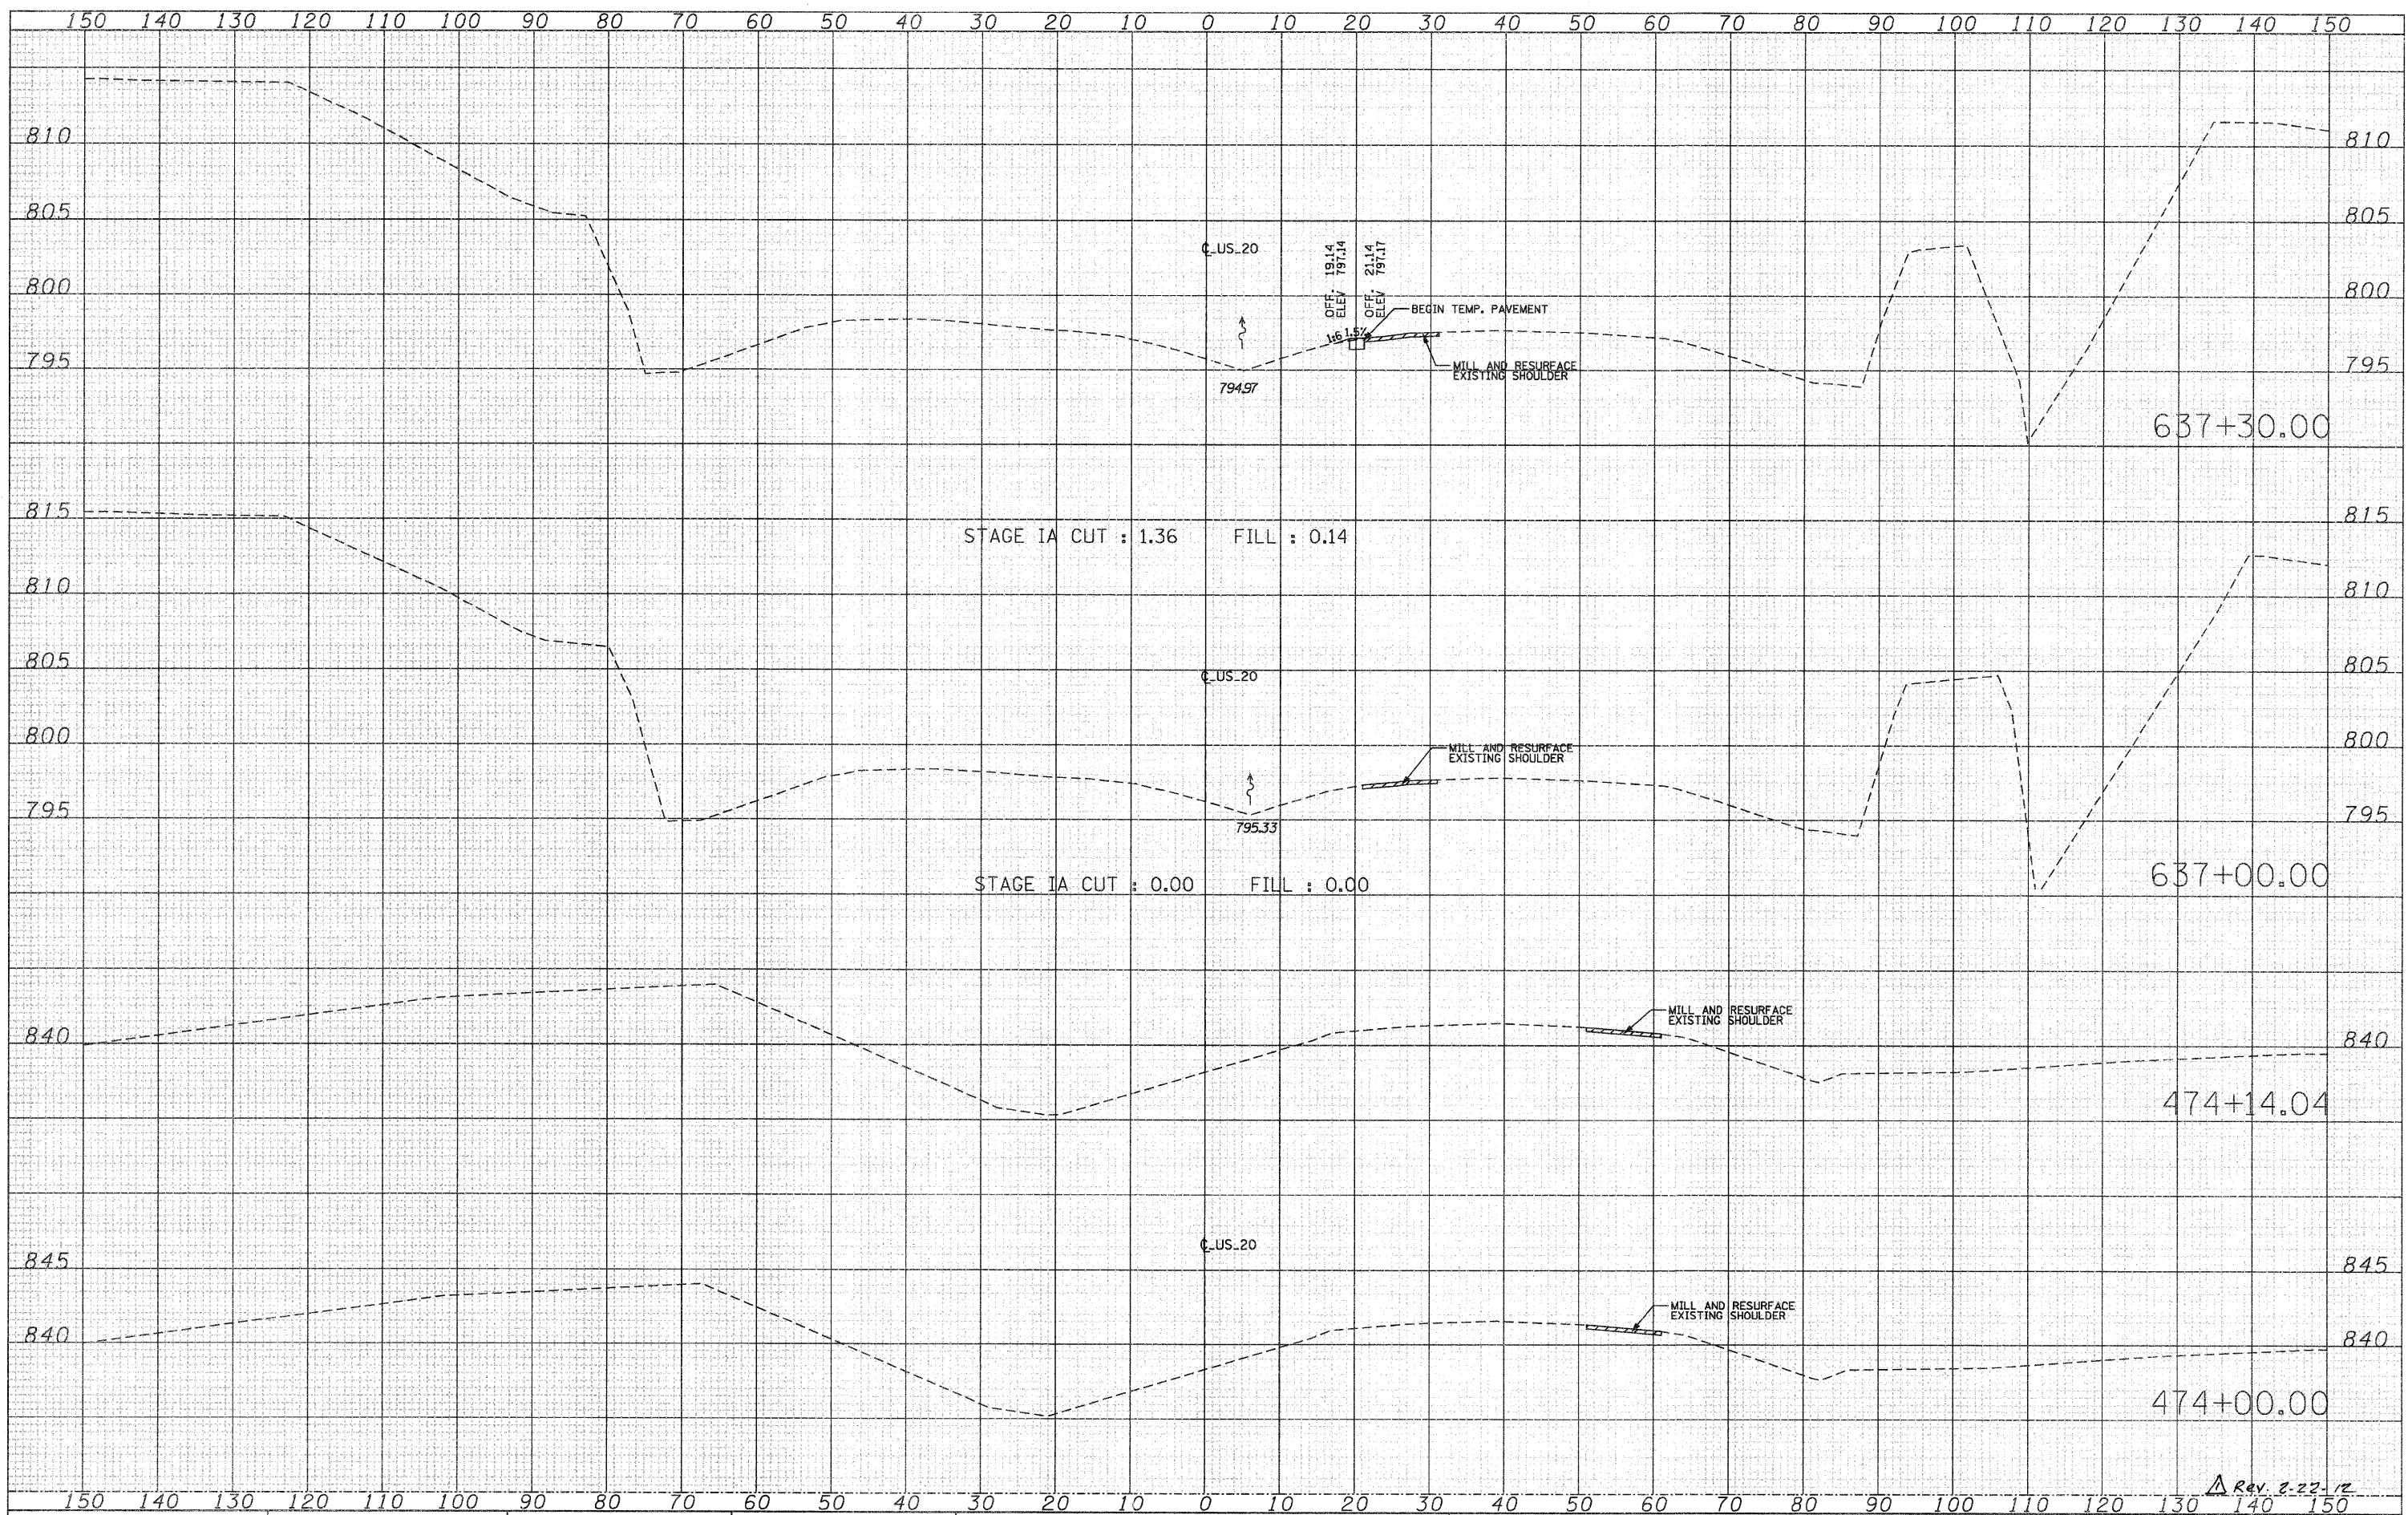 150 140 130 120 110 100 90 80 70 60 50 40 30 20 10 0 10 20 30 40 50 60 70 80 90 100 110 120 130 140 150
810 810
805 805
℄_US_20
OFF. 19.14
ELEV 797.14
OFF. 21.14
ELEV 797.17
800 800
BEGIN TEMP. PAVEMENT
1:6 1.5%
795 795
MILL AND RESURFACE
EXISTING SHOULDER
794.97
637+30.00
815 815
STAGE IA CUT : 1.36 FILL : 0.14
810 810
805 805
℄_US_20
800 800
MILL AND RESURFACE
EXISTING SHOULDER
795 795
795.33
637+00.00
STAGE IA CUT : 0.00 FILL : 0.00
MILL AND RESURFACE
EXISTING SHOULDER
840 840
474+14.04
℄_US_20
845 845
MILL AND RESURFACE
EXISTING SHOULDER
840 840
474+00.00
1 Rev. 2-22-12
150 140 130 120 110 100 90 80 70 60 50 40 30 20 10 0 10 20 30 40 50 60 70 80 90 100 110 120 130 140 150